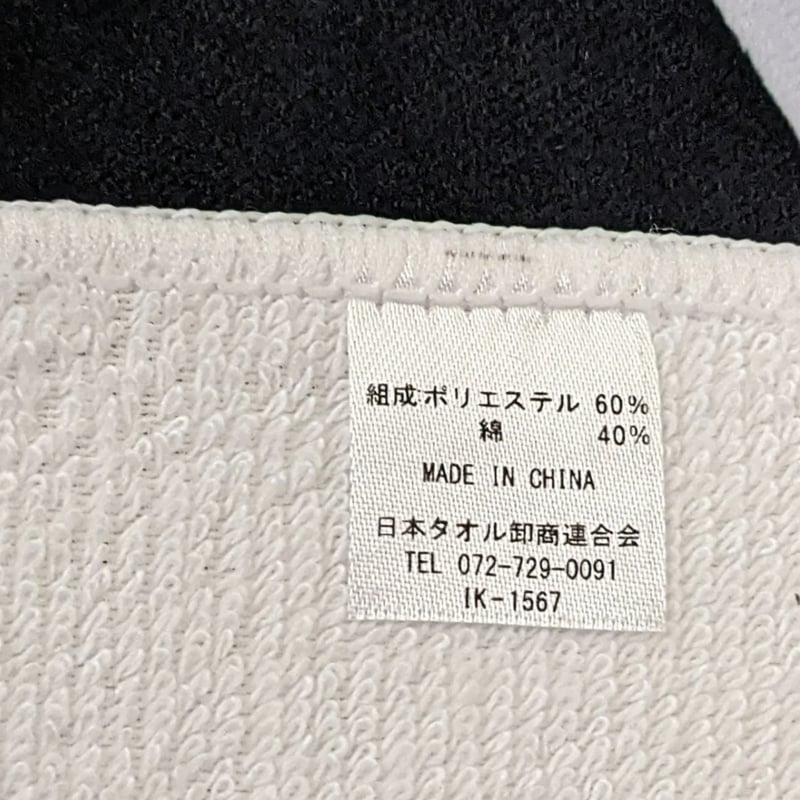 組成:ポリエステル 60%
綿 40%
MADE IN CHINA
日本タオル卸商連合会
TEL 072-729-0091
IK-1567